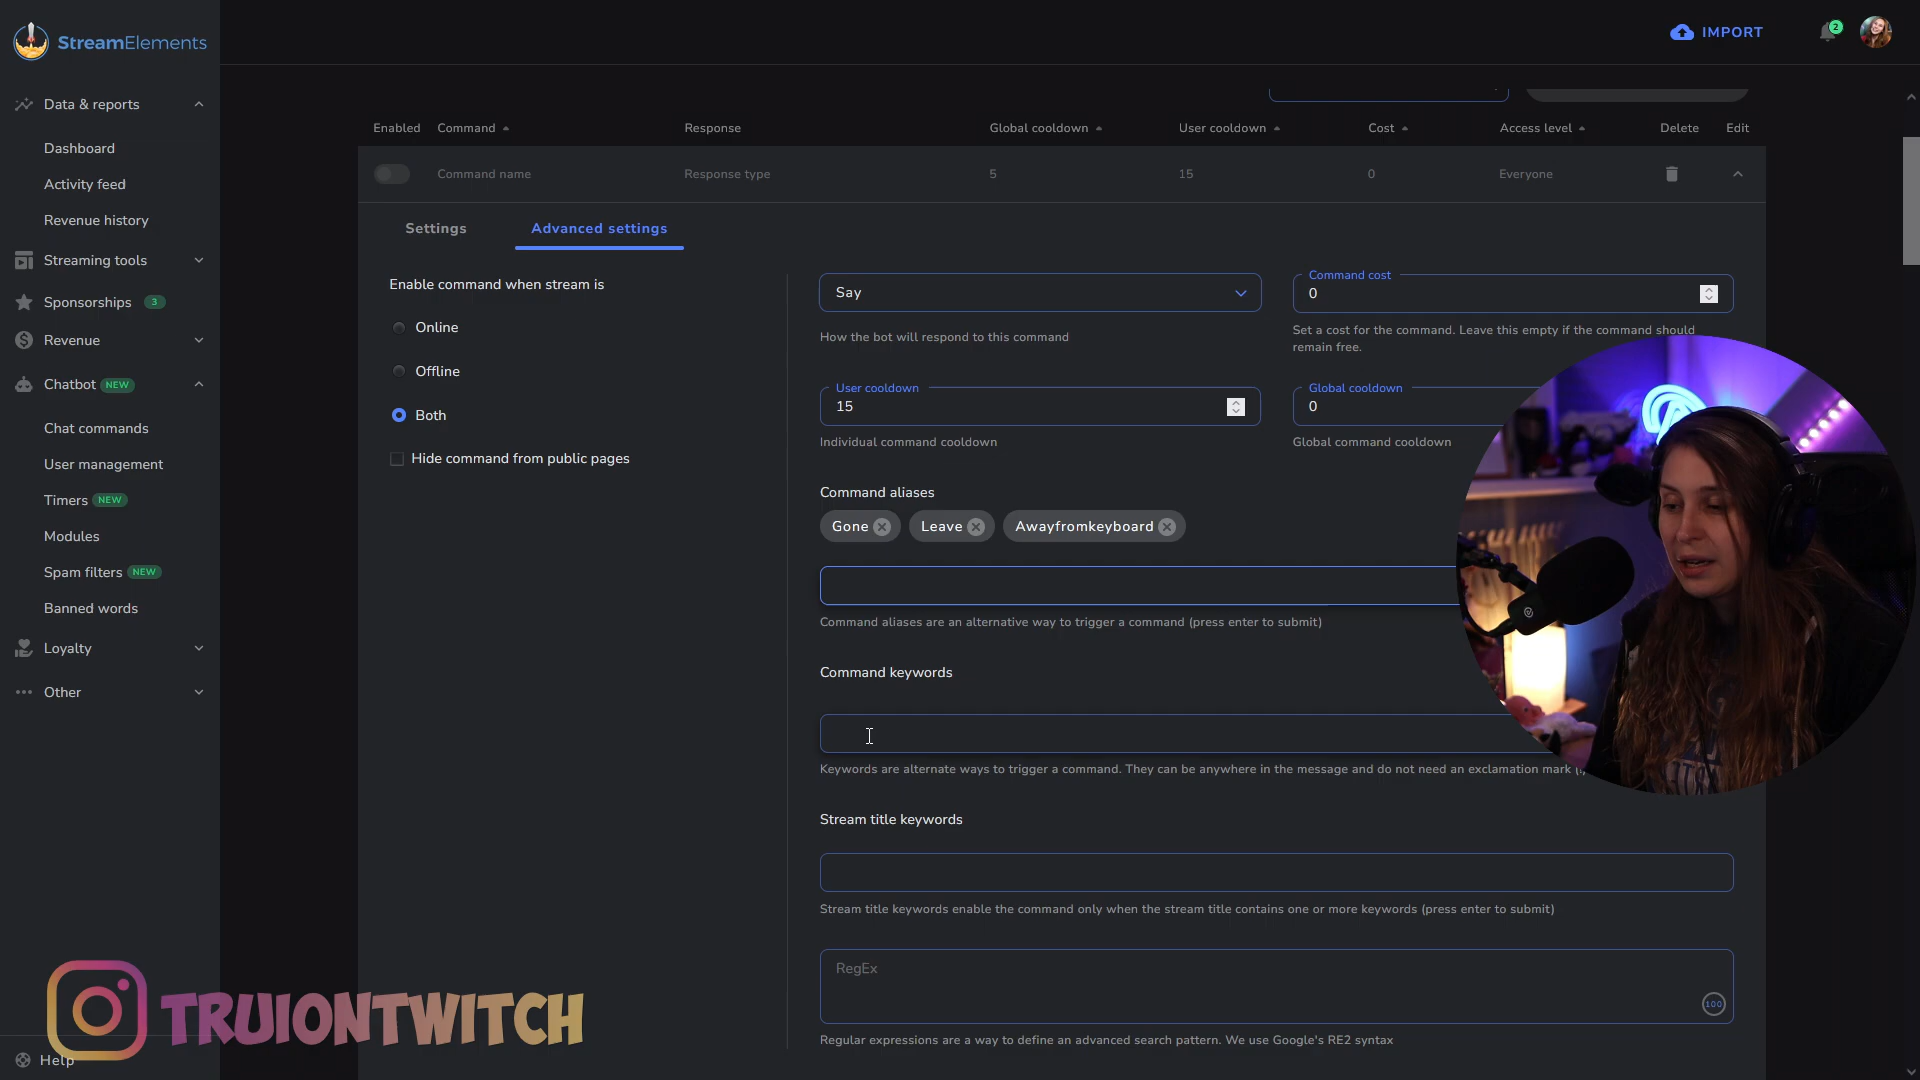 StreamElements
IMPORT
2
Data & reports
Dashboard
Activity feed
Revenue history
Streaming tools
Sponsorships 3
Revenue
Chatbot NEW
Chat commands
User management
Timers NEW
Modules
Spam filters NEW
Banned words
Loyalty
Other
Help
Enabled Command Response Global cooldown User cooldown Cost Access level Delete Edit
Command name Response type 5 15 0 Everyone
Settings Advanced settings
Enable command when stream is
Online
Offline
Both
Hide command from public pages
Say
How the bot will respond to this command
Command cost
0
Set a cost for the command. Leave this empty if the command should
remain free.
User cooldown
15
Individual command cooldown
Global cooldown
0
Global command cooldown
Command aliases
Gone Leave Awayfromkeyboard
Command aliases are an alternative way to trigger a command (press enter to submit)
Command keywords
Keywords are alternate ways to trigger a command. They can be anywhere in the message and do not need an exclamation mark (
Stream title keywords
Stream title keywords enable the command only when the stream title contains one or more keywords (press enter to submit)
RegEx
100
Regular expressions are a way to define an advanced search pattern. We use Google's RE2 syntax
TRUIONTWITCH